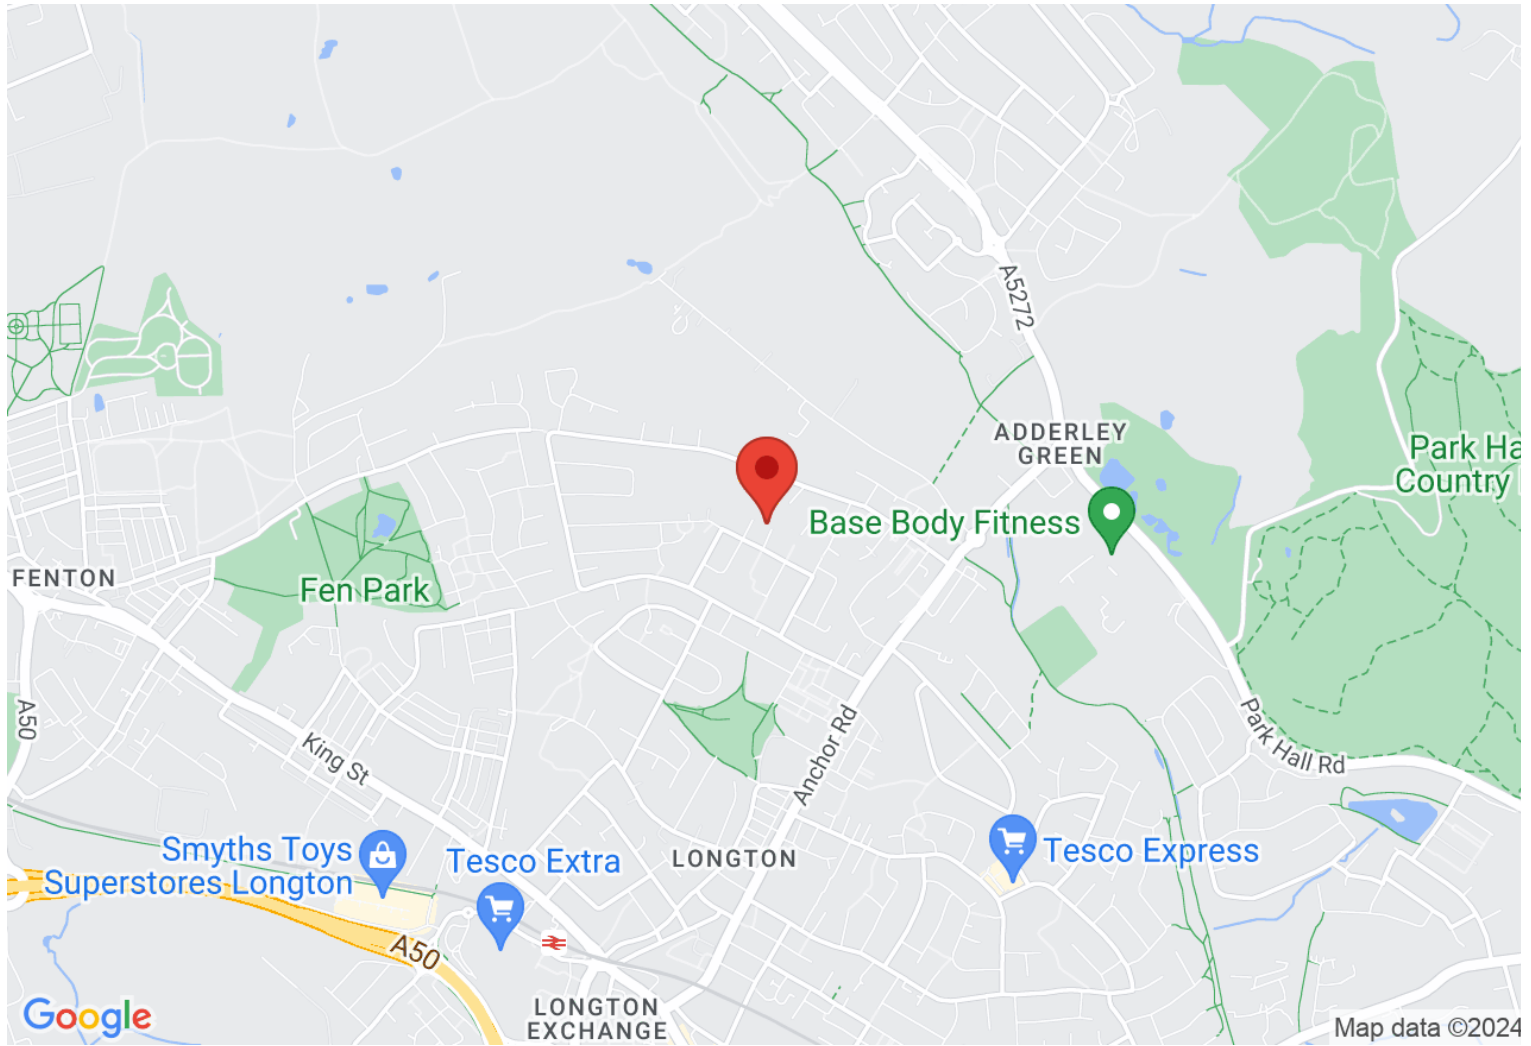 A5272
ADDERLEY
GREEN
Park Ha
Country
Base Body Fitness
FENTON
Fen Park
A50
King St
Anchor Rd
Park Hall Rd
Smyths Toys
Superstores Longton
Tesco Extra
LONGTON
Tesco Express
A50
LONGTON
EXCHANGE
Google
Map data ©2024